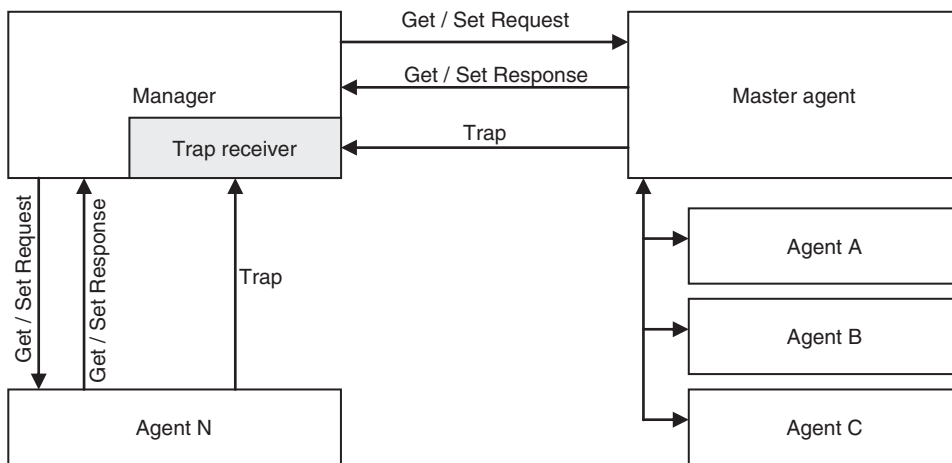 Get / Set Request
Get / Set Response
Manager
Master agent
Trap receiver
Trap
Get / Set Request
Get / Set Response
Trap
Agent A
Agent B
Agent N
Agent C